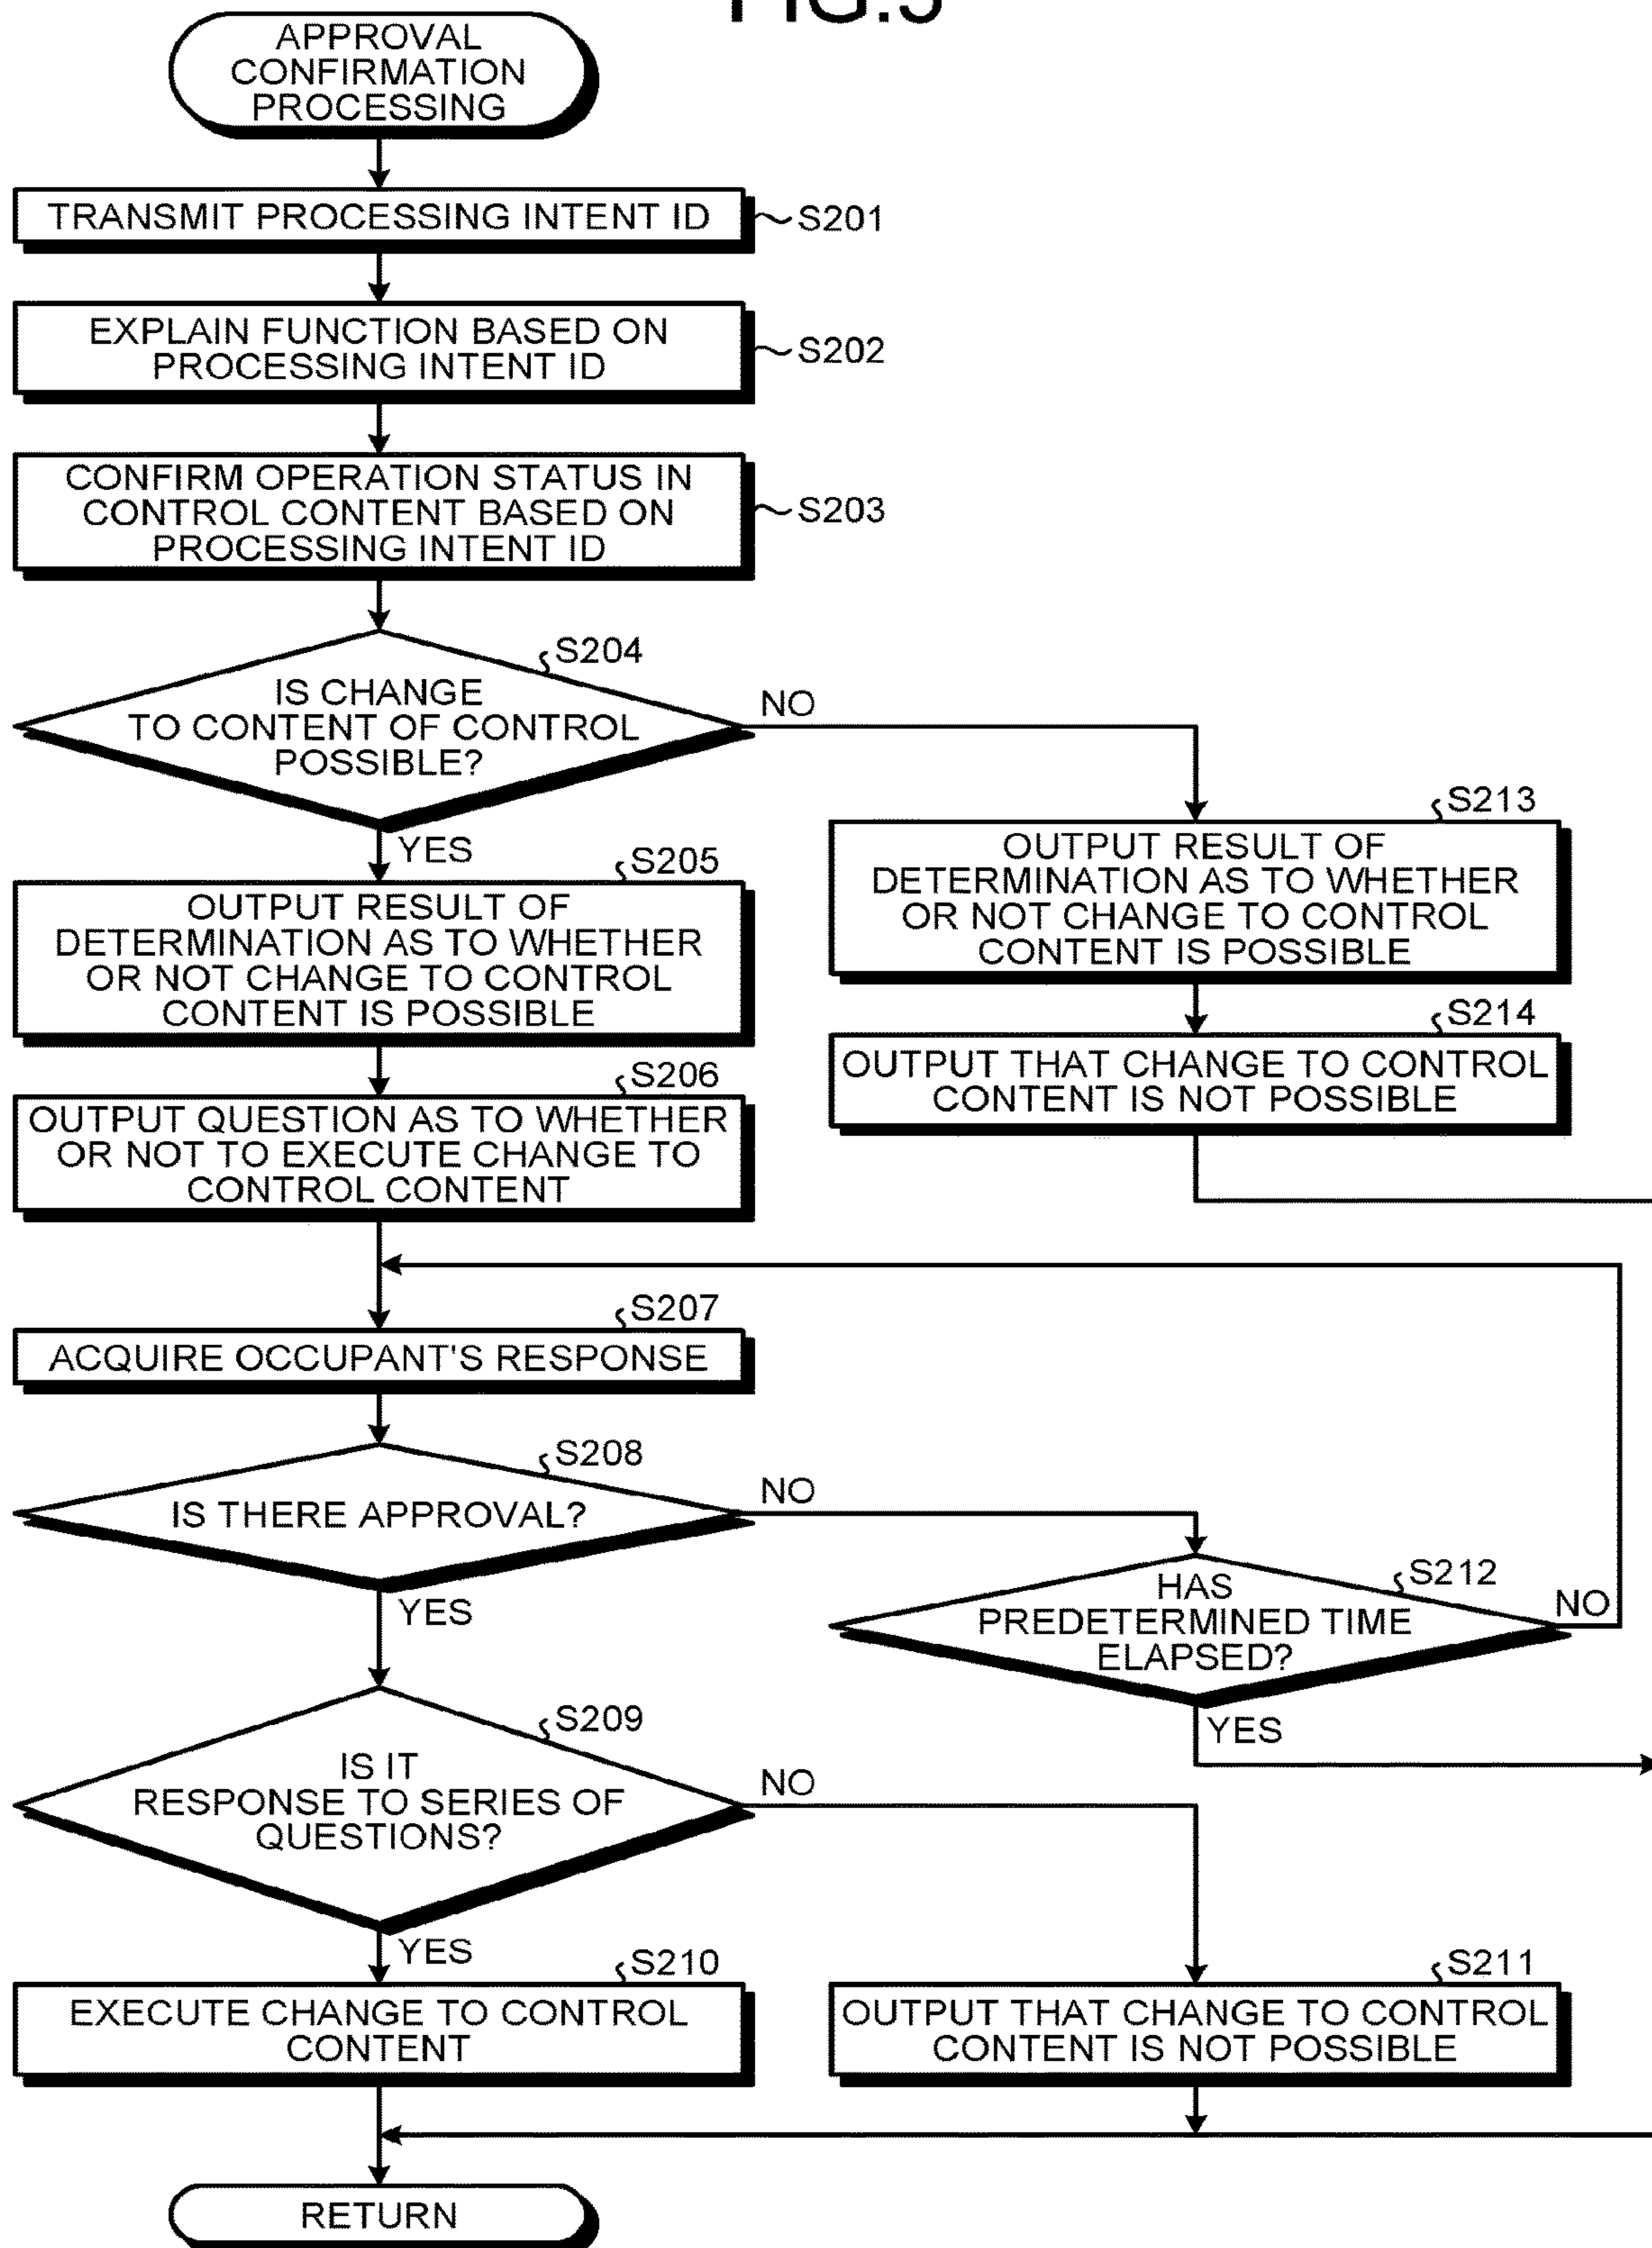 APPROVAL
CONFIRMATION
PROCESSING
TRANSMIT PROCESSING INTENT ID
S201
EXPLAIN FUNCTION BASED ON
PROCESSING INTENT ID
S202
CONFIRM OPERATION STATUS IN
CONTROL CONTENT BASED ON
PROCESSING INTENT ID
S203
S204
IS CHANGE
TO CONTENT OF CONTROL
POSSIBLE?
NO
YES
S205
OUTPUT RESULT OF
DETERMINATION AS TO WHETHER
OR NOT CHANGE TO CONTROL
CONTENT IS POSSIBLE
S213
OUTPUT RESULT OF
DETERMINATION AS TO WHETHER
OR NOT CHANGE TO CONTROL
CONTENT IS POSSIBLE
S214
OUTPUT THAT CHANGE TO CONTROL
CONTENT IS NOT POSSIBLE
S206
OUTPUT QUESTION AS TO WHETHER
OR NOT TO EXECUTE CHANGE TO
CONTROL CONTENT
S207
ACQUIRE OCCUPANT'S RESPONSE
S208
IS THERE APPROVAL?
NO
YES
S212
HAS
PREDETERMINED TIME
ELAPSED?
NO
YES
S209
IS IT
RESPONSE TO SERIES OF
QUESTIONS?
NO
YES
S210
EXECUTE CHANGE TO CONTROL
CONTENT
S211
OUTPUT THAT CHANGE TO CONTROL
CONTENT IS NOT POSSIBLE
RETURN